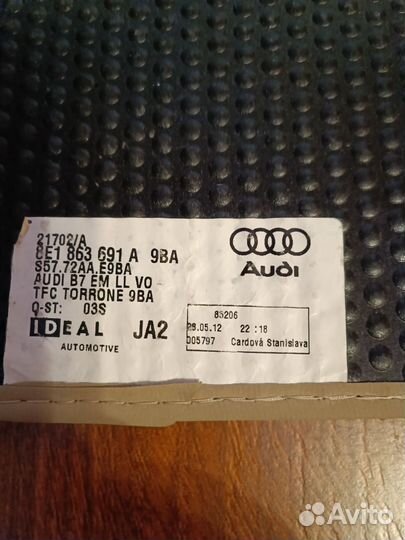 21702/A
8E1 863 691 A 9BA
S57.72AA.E9BA
AUDI B7 EM LL VO
TFC TORRONE 9BA
Q-ST: 03S
IDEAL JA2
AUTOMOTIVE
Audi
85206
28.05.12 22:18
005797 Cardová Stanislava
Avito